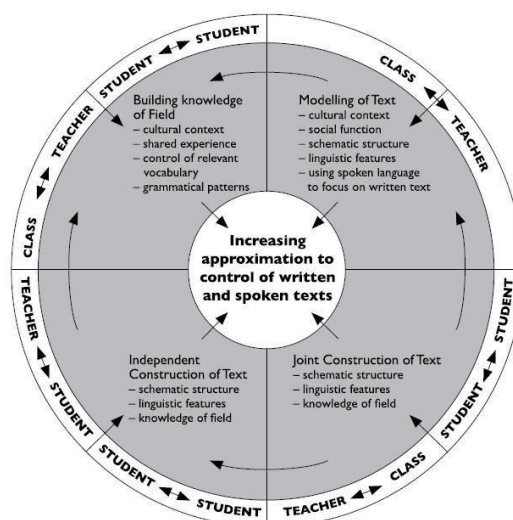 STUDENT
STUDENT
TEACHER
CLASS
CLASS
TEACHER
Building knowledge
of Field
– cultural context
– shared experience
– control of relevant
vocabulary
– grammatical patterns
Modelling of Text
– cultural context
– social function
– schematic structure
– linguistic features
– using spoken language
to focus on written text
Increasing
approximation to
control of written
and spoken texts
Independent
Construction of Text
– schematic structure
– linguistic features
– knowledge of field
Joint Construction of Text
– schematic structure
– linguistic features
– knowledge of field
TEACHER
STUDENT
STUDENT
STUDENT
TEACHER
CLASS
STUDENT
STUDENT